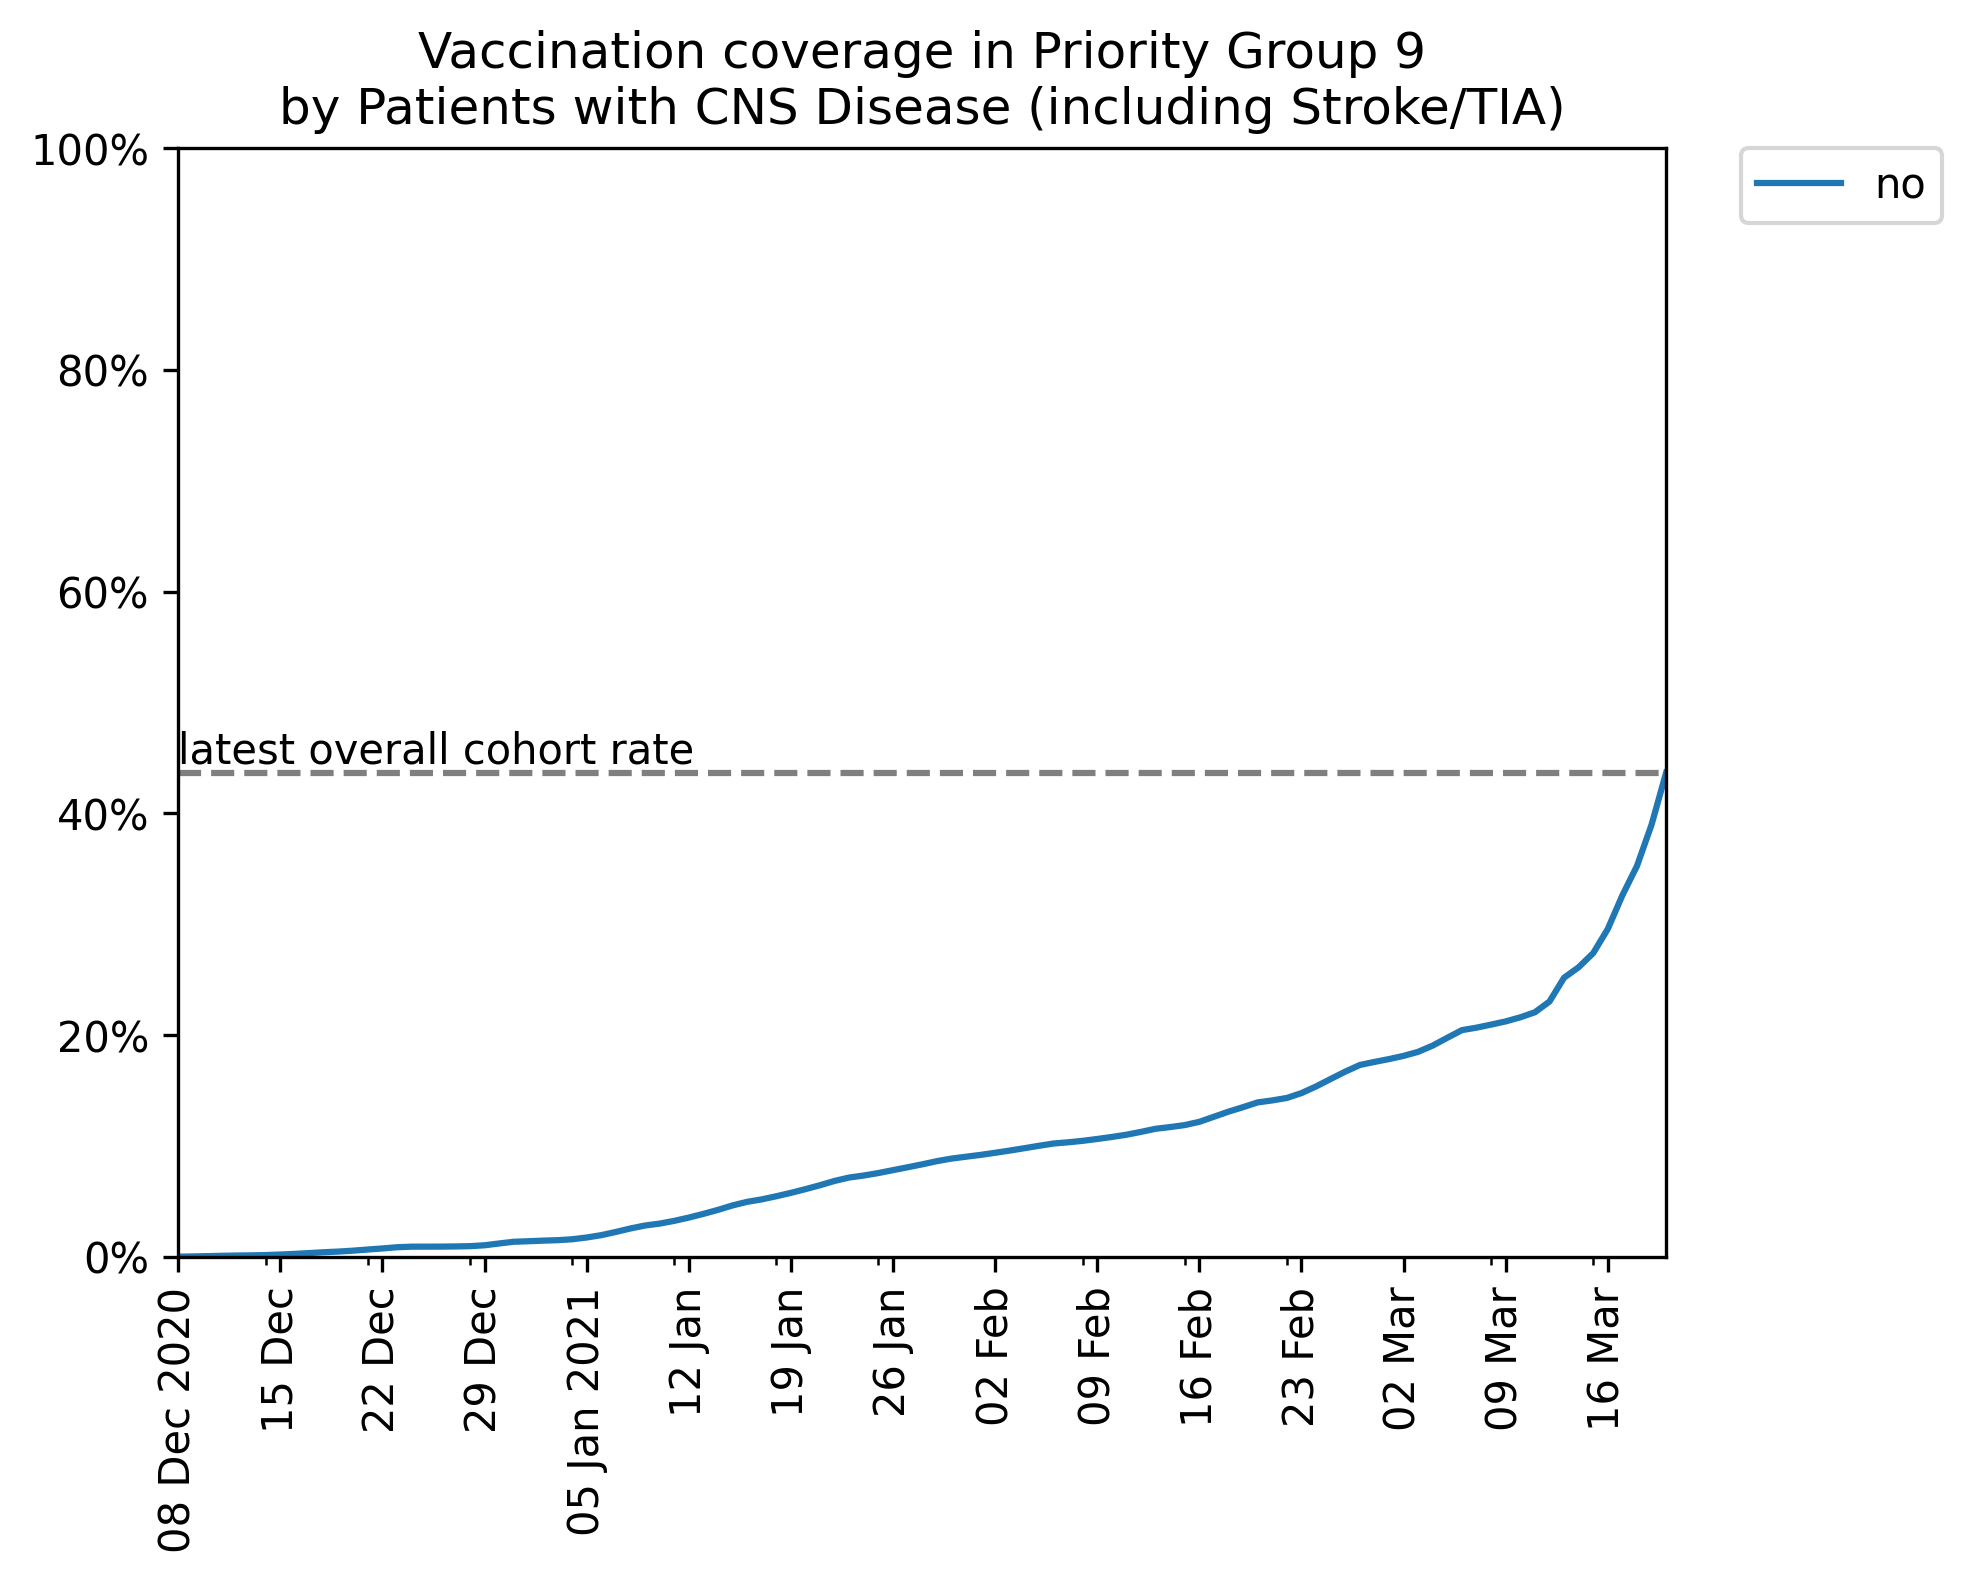 Vaccination coverage in Priority Group 9
by Patients with CNS Disease (including Stroke/TIA)
100%
80%
60%
40%
20%
0%
latest overall cohort rate
no
08 Dec 2020
15 Dec
22 Dec
29 Dec
05 Jan 2021
12 Jan
19 Jan
26 Jan
02 Feb
09 Feb
16 Feb
23 Feb
02 Mar
09 Mar
16 Mar